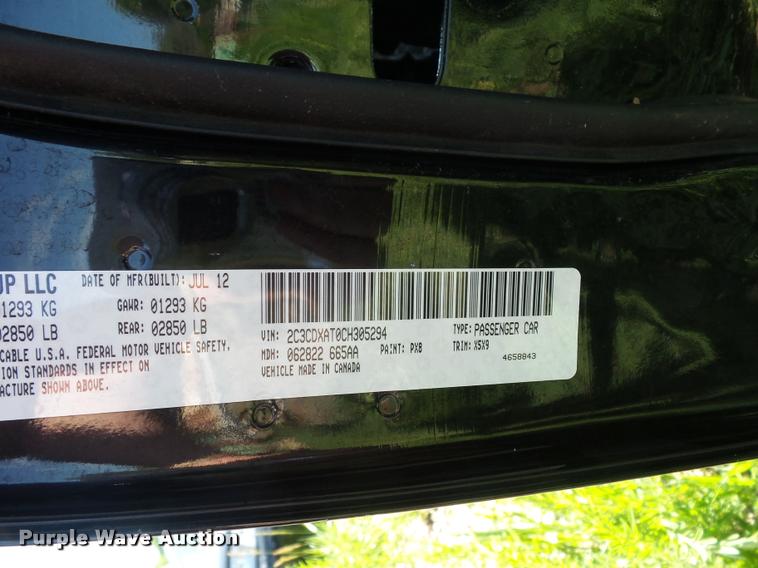 UP LLC DATE OF MFR(BUILT): JUL 12
1293 KG GAWR: 01293 KG
02850 LB REAR: 02850 LB
CABLE U.S.A. FEDERAL MOTOR VEHICLE SAFETY,
ION STANDARDS IN EFFECT ON
FACTURE SHOWN ABOVE.
VIN: 2C3CDXAT0CH305294 TYPE: PASSENGER CAR
MDH: 062822 665AA PAINT: PX8 TRIM: X5X9
VEHICLE MADE IN CANADA 4658843
Purple Wave Auction